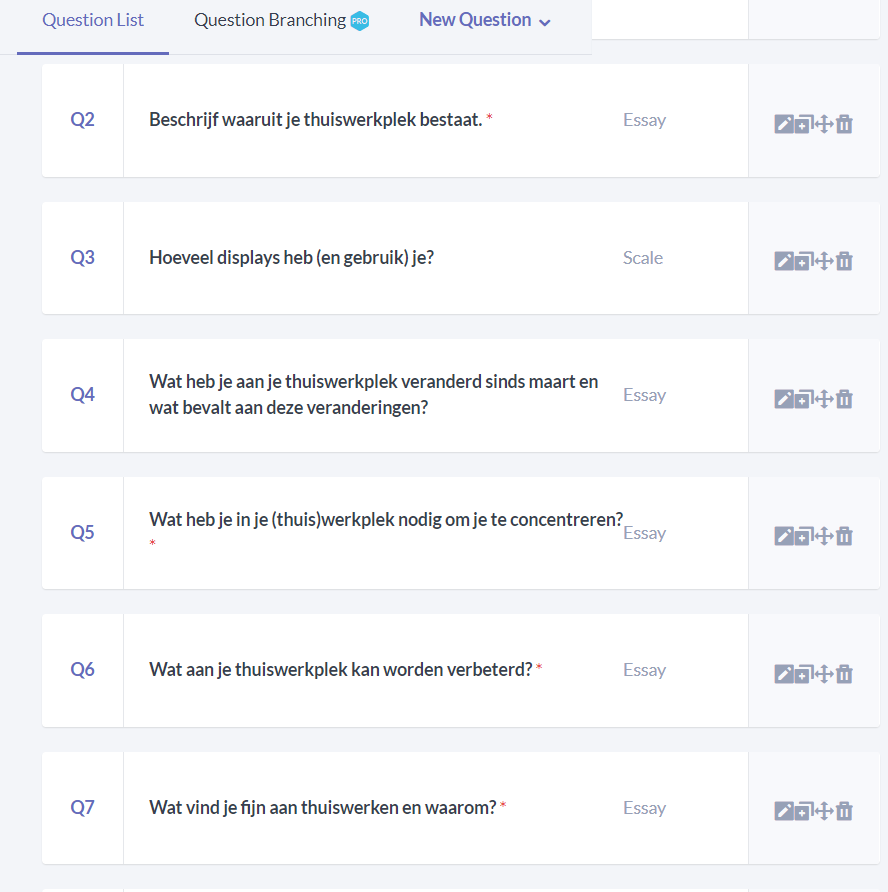 Question List Question Branching PRO New Question
Q2 Beschrijf waaruit je thuiswerkplek bestaat. * Essay
Q3 Hoeveel displays heb (en gebruik) je? Scale
Wat heb je aan je thuiswerkplek veranderd sinds maart en
Q4 Essay
wat bevalt aan deze veranderingen?
Wat heb je in je (thuis)werkplek nodig om je te concentreren?
Q5 Essay
*
Q6 Wat aan je thuiswerkplek kan worden verbeterd? * Essay
Q7 Wat vind je fijn aan thuiswerken en waarom? * Essay